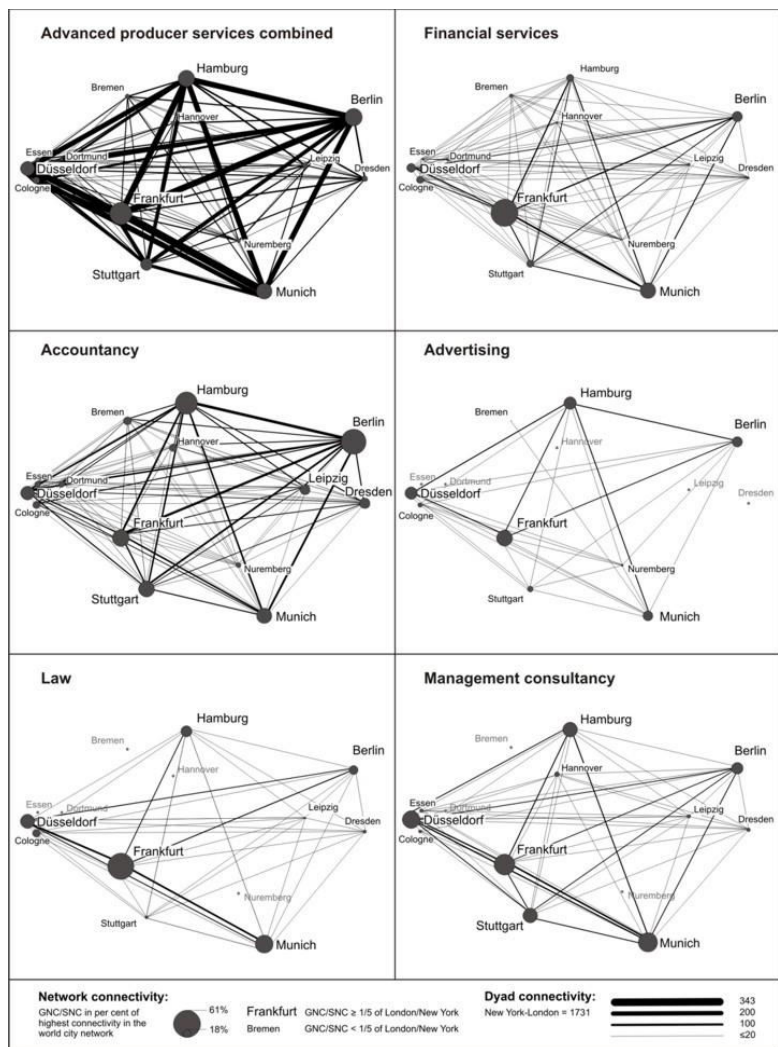 Advanced producer services combined
Hamburg
Bremen
Berlin
Hannover
Essen
Dortmund
Düsseldorf
Leipzig
Dresden
Cologne
Frankfurt
Nuremberg
Stuttgart
Munich
Financial services
Hamburg
Bremen
Berlin
Hannover
Essen
Dortmund
Düsseldorf
Leipzig
Dresden
Cologne
Frankfurt
Nuremberg
Stuttgart
Munich
Accountancy
Hamburg
Bremen
Berlin
Hannover
Essen
Dortmund
Düsseldorf
Leipzig
Dresden
Cologne
Frankfurt
Nuremberg
Stuttgart
Munich
Advertising
Hamburg
Bremen
Berlin
Hannover
Essen
Dortmund
Düsseldorf
Leipzig
Dresden
Cologne
Frankfurt
Nuremberg
Stuttgart
Munich
Law
Hamburg
Bremen
Berlin
Hannover
Essen
Dortmund
Düsseldorf
Leipzig
Dresden
Cologne
Frankfurt
Nuremberg
Stuttgart
Munich
Management consultancy
Hamburg
Bremen
Berlin
Hannover
Essen
Dortmund
Düsseldorf
Leipzig
Dresden
Cologne
Frankfurt
Nuremberg
Stuttgart
Munich
Network connectivity:
GNC/SNC in per cent of
highest connectivity in the
world city network
61%
18%
Frankfurt GNC/SNC ≥ 1/5 of London/New York
Bremen GNC/SNC < 1/5 of London/New York
Dyad connectivity:
New York-London = 1731
343
200
100
≤20